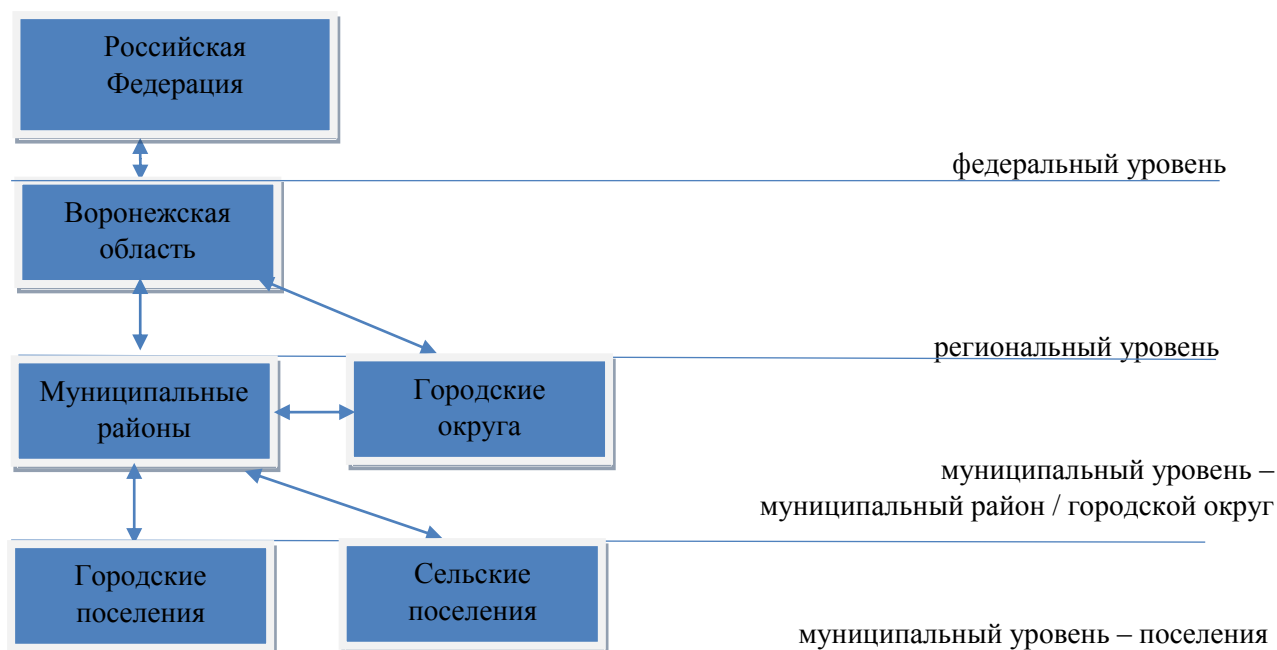 Российская
Федерация
федеральный уровень
Воронежская
область
региональный уровень
Муниципальные
районы
Городские
округа
муниципальный уровень –
муниципальный район / городской округ
Городские
поселения
Сельские
поселения
муниципальный уровень – поселения